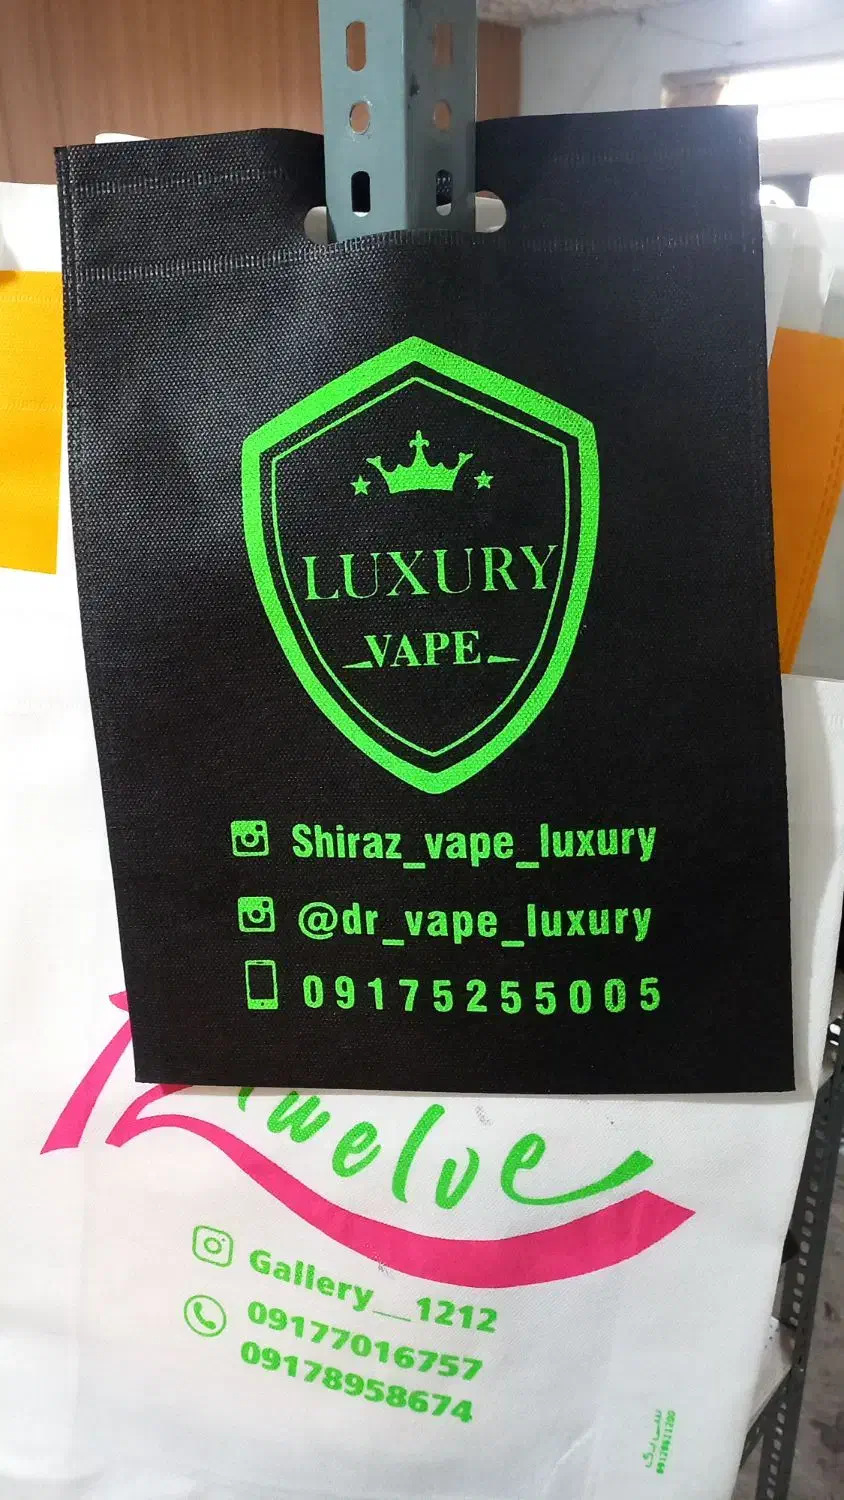 LUXURY
VAPE
Shiraz_vape_luxury
@dr_vape_luxury
09175255005
Twelve
Gallery__1212
09177016757
09178958674